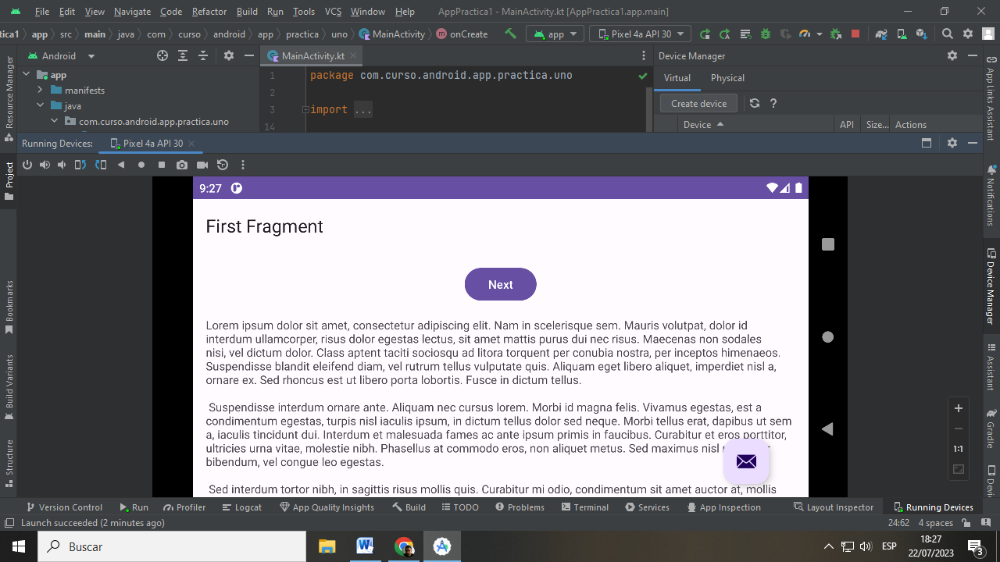 File Edit View Navigate Code Refactor Build Run Tools VCS Window Help AppPractica1 - MainActivity.kt [AppPractica1.app.main]
tica1 app src main java com curso android app practica uno MainActivity onCreate app Pixel 4a API 30
Resource Manager
Project
Bookmarks
Build Variants
Structure
Android
app
manifests
java
com.curso.android.app.practica.uno
MainActivity.kt
1 package com.curso.android.app.practica.uno
2
3 import ...
14
Device Manager
Virtual Physical
Create device ?
Device API Size... Actions
Running Devices: Pixel 4a API 30
9:27
First Fragment
Next
Lorem ipsum dolor sit amet, consectetur adipiscing elit. Nam in scelerisque sem. Mauris volutpat, dolor id
interdum ullamcorper, risus dolor egestas lectus, sit amet mattis purus dui nec risus. Maecenas non sodales
nisi, vel dictum dolor. Class aptent taciti sociosqu ad litora torquent per conubia nostra, per inceptos himenaeos.
Suspendisse blandit eleifend diam, vel rutrum tellus vulputate quis. Aliquam eget libero aliquet, imperdiet nisl a,
ornare ex. Sed rhoncus est ut libero porta lobortis. Fusce in dictum tellus.
Suspendisse interdum ornare ante. Aliquam nec cursus lorem. Morbi id magna felis. Vivamus egestas, est a
condimentum egestas, turpis nisl iaculis ipsum, in dictum tellus dolor sed neque. Morbi tellus erat, dapibus ut sem
a, iaculis tincidunt dui. Interdum et malesuada fames ac ante ipsum primis in faucibus. Curabitur et eros porttitor,
ultricies urna vitae, molestie nibh. Phasellus at commodo eros, non aliquet metus. Sed maximus nisl
bibendum, vel congue leo egestas.
Sed interdum tortor nibh, in sagittis risus mollis quis. Curabitur mi odio, condimentum sit amet auctor at, mollis
1:1
App Links Assistant
Notifications
Device Manager
Assistant
Gradle
Devi
Version Control Run Profiler Logcat App Quality Insights Build TODO Problems Terminal Services App Inspection Layout Inspector Running Devices
Launch succeeded (2 minutes ago) 24:62 4 spaces
Buscar
ESP
18:27
22/07/2023
3